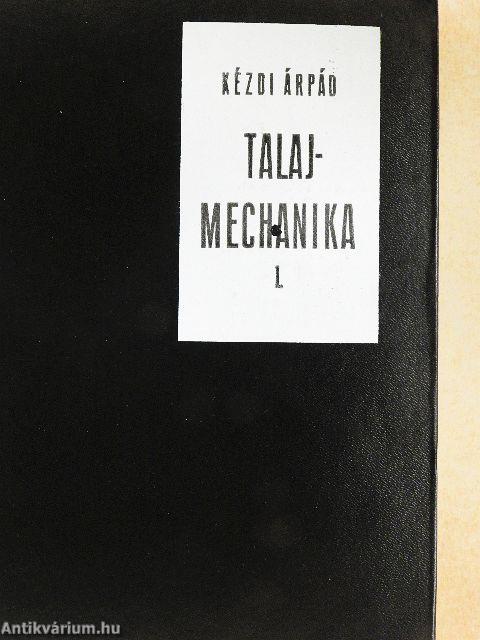 KÉZDI ÁRPÁD
TALAJ-
MECHANIKA
I.
Antikvárium.hu